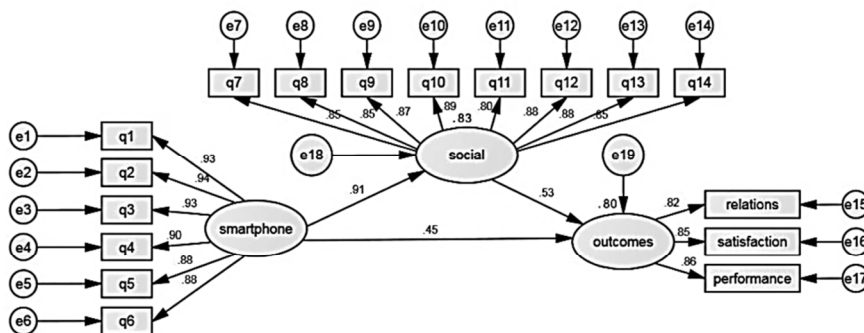 e7 e8 e9 e10 e11 e12 e13 e14
q7 q8 q9 q10 q11 q12 q13 q14
.85 .85 .87 .89 .80 .88 .88 .85
.83
e1 q1
e18 social e19
e2 q2 .93
.94
e3 q3 .93 .91 .53 .80 .82 relations e15
smartphone
e4 q4 .90 .45 outcomes .85 satisfaction e16
e5 q5 .88 .86 performance e17
.88
e6 q6